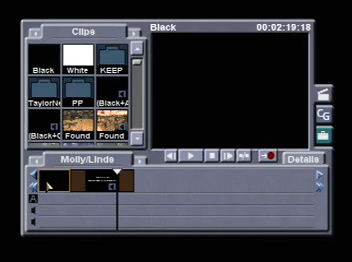 Clips
Black 00:02:19:18
Black White KEEP
TaylorNe PP (Black+A
(Black+C Found Found
CG
Molly/Linds Details
A